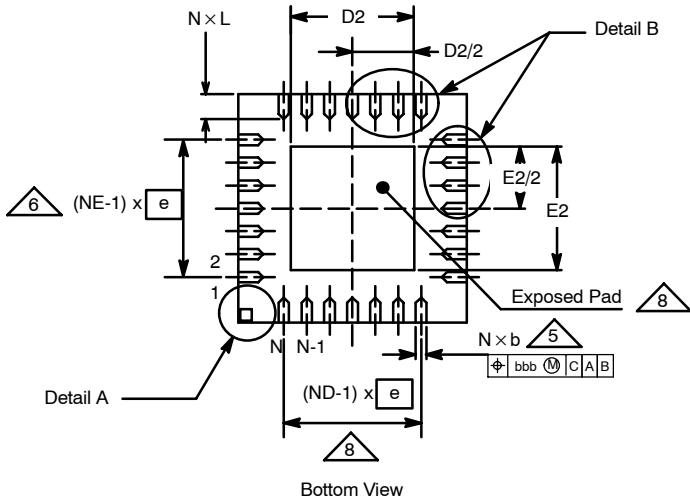 D2
N × L
D2/2
Detail B
6
(NE-1) x e
E2/2
E2
2
1
Exposed Pad
8
N
N-1
N × b
5
⌖ bbb Ⓜ C A B
(ND-1) x e
Detail A
8
Bottom View